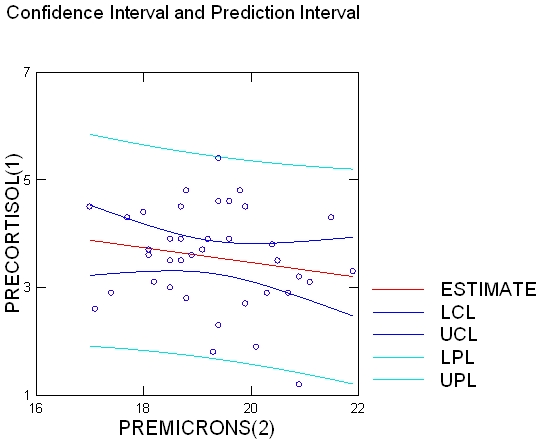 Confidence Interval and Prediction Interval
7
5
3
1
PRECORTISOL(1)
16
18
20
22
PREMICRONS(2)
ESTIMATE
LCL
UCL
LPL
UPL